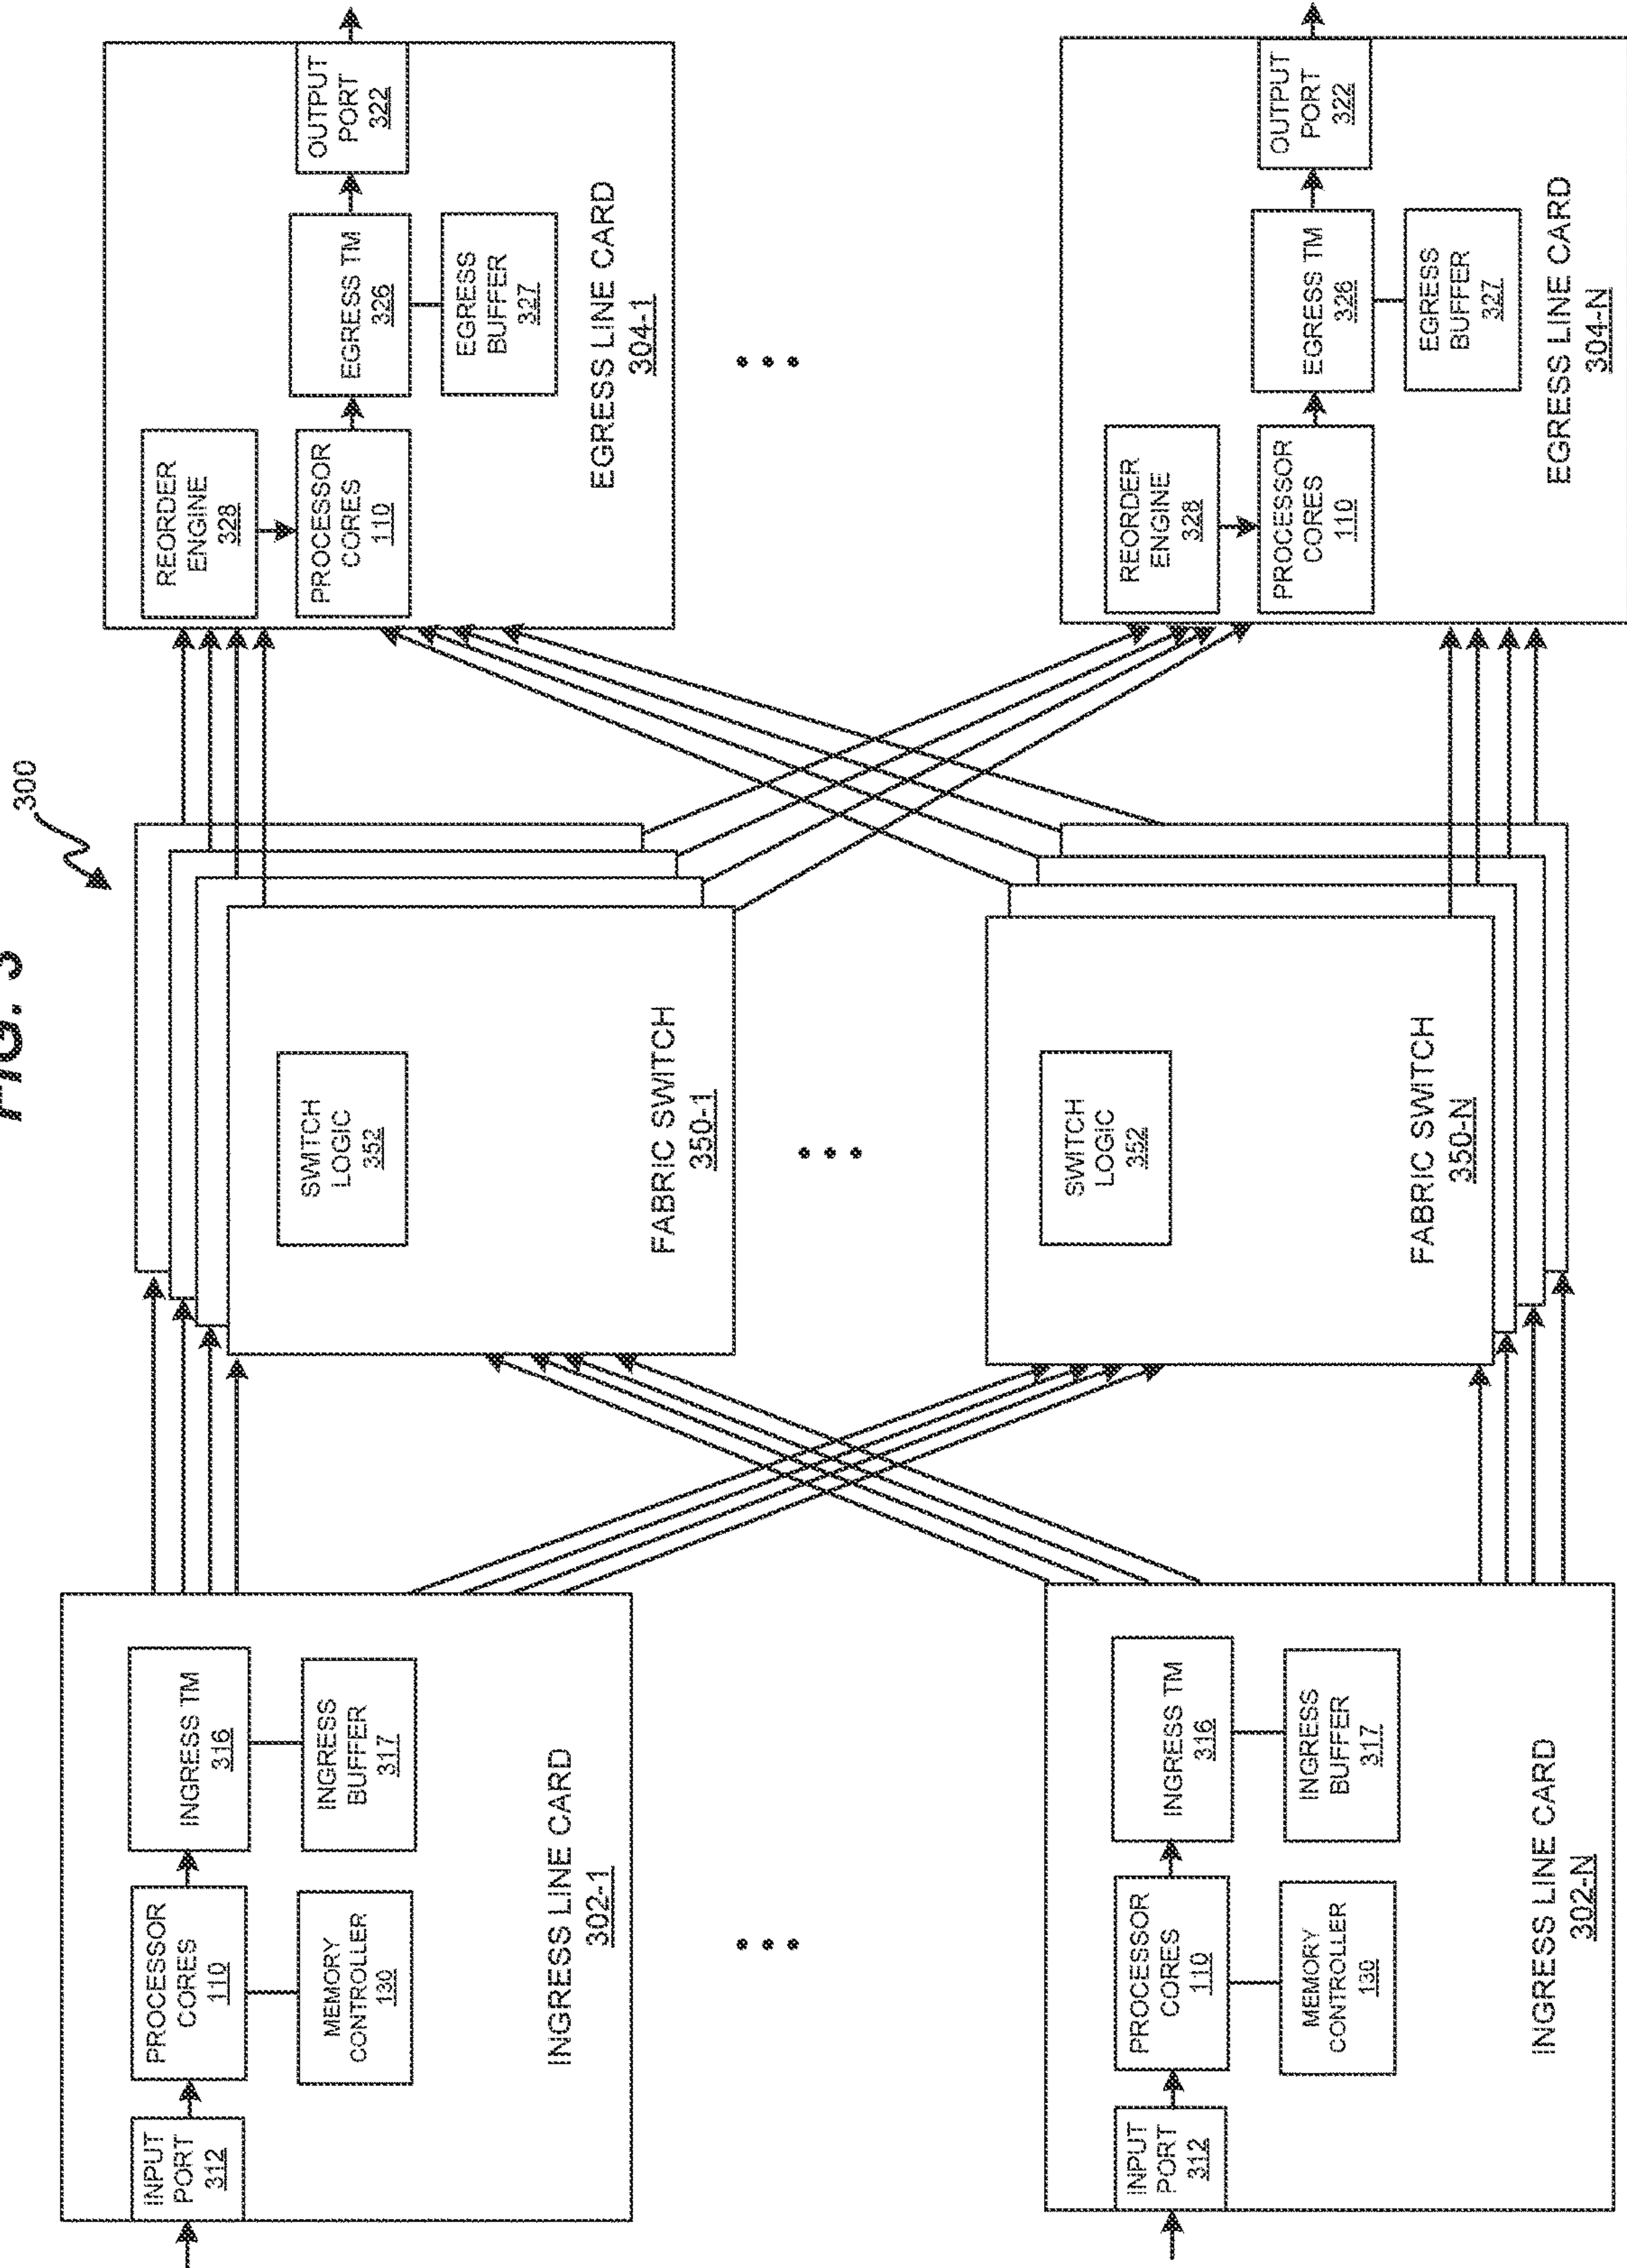 FIG. 3
300
INPUT
PORT
312
PROCESSOR
CORES
110
INGRESS TM
316
MEMORY
CONTROLLER
130
INGRESS
BUFFER
317
INGRESS LINE CARD
302-1
SWITCH
LOGIC
352
FABRIC SWITCH
350-1
REORDER
ENGINE
328
PROCESSOR
CORES
110
EGRESS TM
326
OUTPUT
PORT
322
EGRESS
BUFFER
327
EGRESS LINE CARD
304-1
INPUT
PORT
312
PROCESSOR
CORES
110
INGRESS TM
316
MEMORY
CONTROLLER
130
INGRESS
BUFFER
317
INGRESS LINE CARD
302-N
SWITCH
LOGIC
352
FABRIC SWITCH
350-N
REORDER
ENGINE
328
PROCESSOR
CORES
110
EGRESS TM
326
OUTPUT
PORT
322
EGRESS
BUFFER
327
EGRESS LINE CARD
304-N